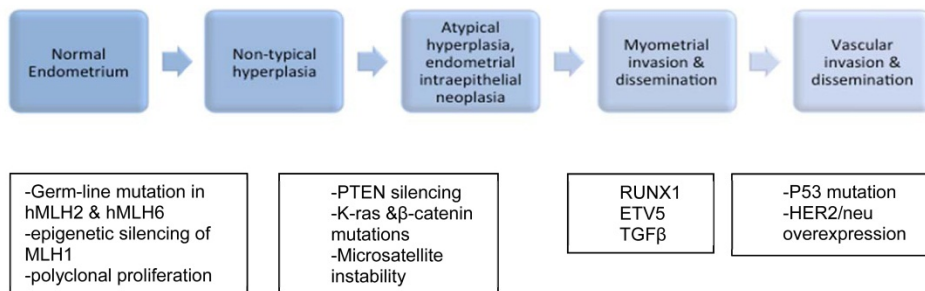 Normal
Endometrium
Non-typical
hyperplasia
Atypical
hyperplasia,
endometrial
intraepithelial
neoplasia
Myometrial
invasion &
dissemination
Vascular
invasion &
dissemination
-Germ-line mutation in
hMLH2 & hMLH6
-epigenetic silencing of
MLH1
-polyclonal proliferation
-PTEN silencing
-K-ras &β-catenin
mutations
-Microsatellite
instability
RUNX1
ETV5
TGFβ
-P53 mutation
-HER2/neu
overexpression